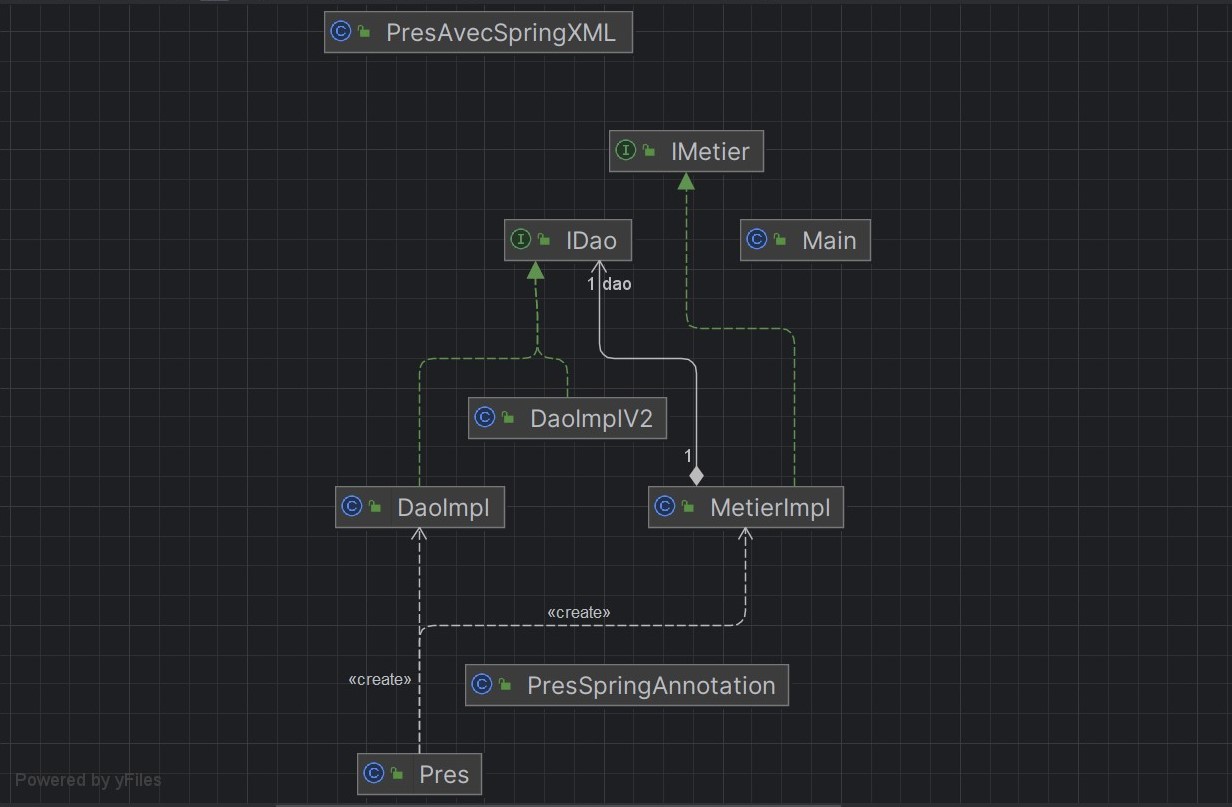 PresAvecSpringXML
IMetier
IDao
Main
1 dao
DaoImplV2
1
DaoImpl
MetierImpl
«create»
«create»
PresSpringAnnotation
Pres
Powered by yFiles